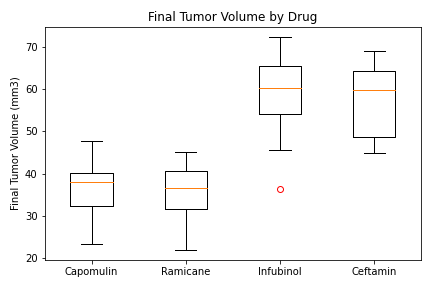 Final Tumor Volume by Drug
Final Tumor Volume (mm3)
70
60
50
40
30
20
Capomulin
Ramicane
Infubinol
Ceftamin